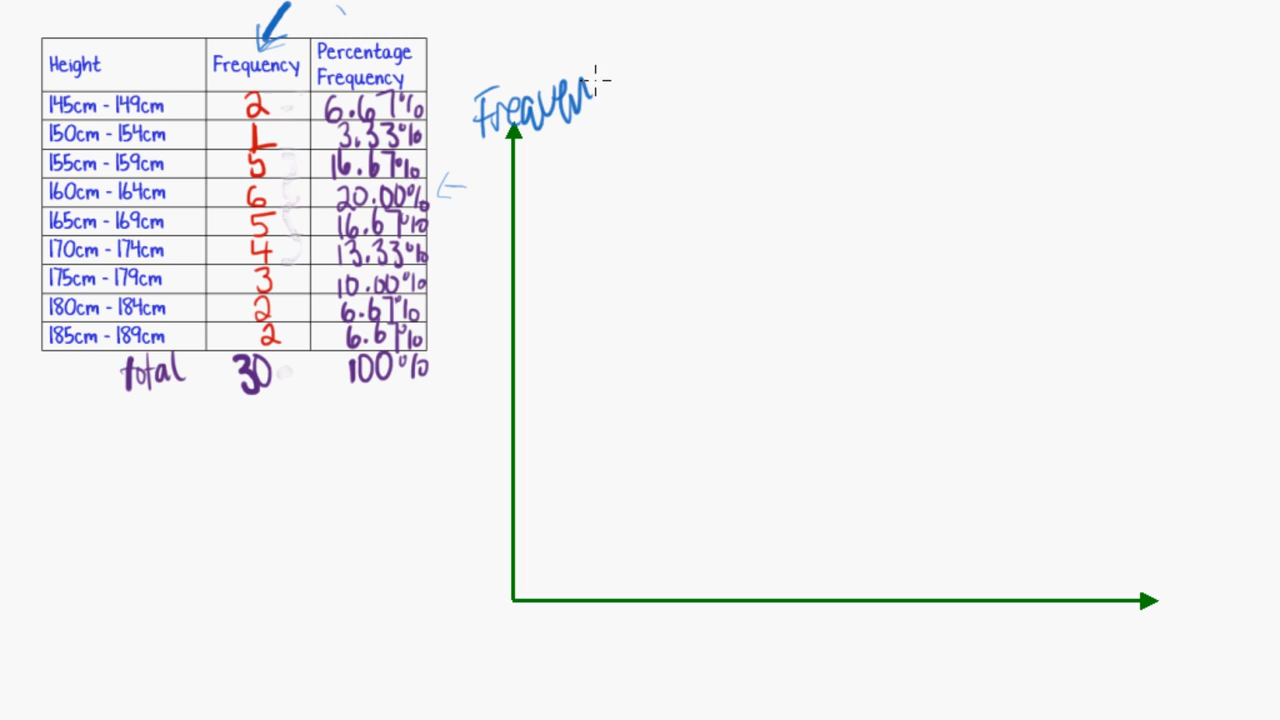 Height Frequency Percentage Frequency
145cm - 149cm 2 6.67%
150cm - 154cm 1 3.33%
155cm - 159cm 5 16.67%
160cm - 164cm 6 20.00%
165cm - 169cm 5 16.67%
170cm - 174cm 4 13.33%
175cm - 179cm 3 10.00%
180cm - 184cm 2 6.67%
185cm - 189cm 2 6.67%
total 30 100%
Frequen